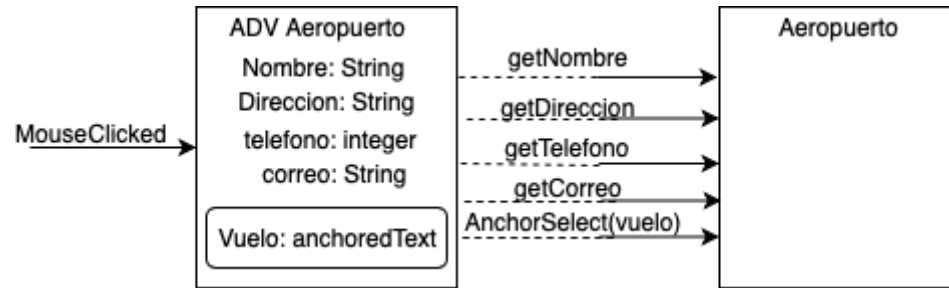 ADV Aeropuerto
Nombre: String
Direccion: String
telefono: integer
correo: String
Vuelo: anchoredText
MouseClicked
getNombre
getDireccion
getTelefono
getCorreo
AnchorSelect(vuelo)
Aeropuerto